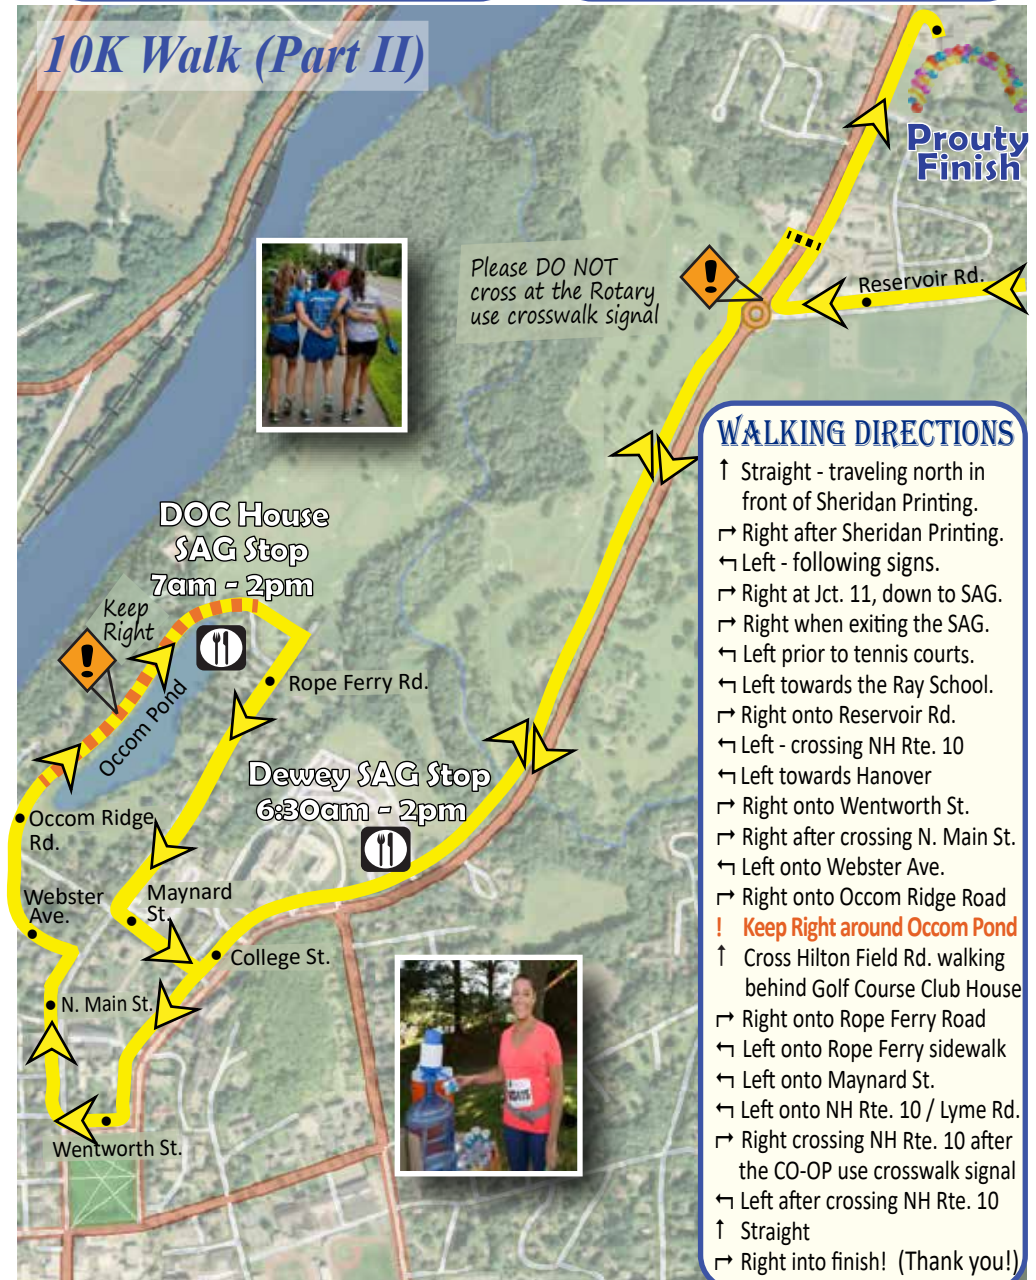 10K Walk (Part II)
Prouty
Finish
Please DO NOT
cross at the Rotary
use crosswalk signal
Reservoir Rd.
DOC House
SAG Stop
7am - 2pm
Keep
Right
Occom Pond
Rope Ferry Rd.
Dewey SAG Stop
6:30am - 2pm
Occom Ridge
Rd.
Webster
Ave.
Maynard
St.
College St.
N. Main St.
Wentworth St.
WALKING DIRECTIONS
↑ Straight - traveling north in
front of Sheridan Printing.
↱ Right after Sheridan Printing.
↰ Left - following signs.
↱ Right at Jct. 11, down to SAG.
↱ Right when exiting the SAG.
↰ Left prior to tennis courts.
↰ Left towards the Ray School.
↱ Right onto Reservoir Rd.
↰ Left - crossing NH Rte. 10
↰ Left towards Hanover
↱ Right onto Wentworth St.
↱ Right after crossing N. Main St.
↰ Left onto Webster Ave.
↱ Right onto Occom Ridge Road
! Keep Right around Occom Pond
↑ Cross Hilton Field Rd. walking
behind Golf Course Club House
↱ Right onto Rope Ferry Road
↰ Left onto Rope Ferry sidewalk
↰ Left onto Maynard St.
↰ Left onto NH Rte. 10 / Lyme Rd.
↱ Right crossing NH Rte. 10 after
the CO-OP use crosswalk signal
↰ Left after crossing NH Rte. 10
↑ Straight
↱ Right into finish! (Thank you!)